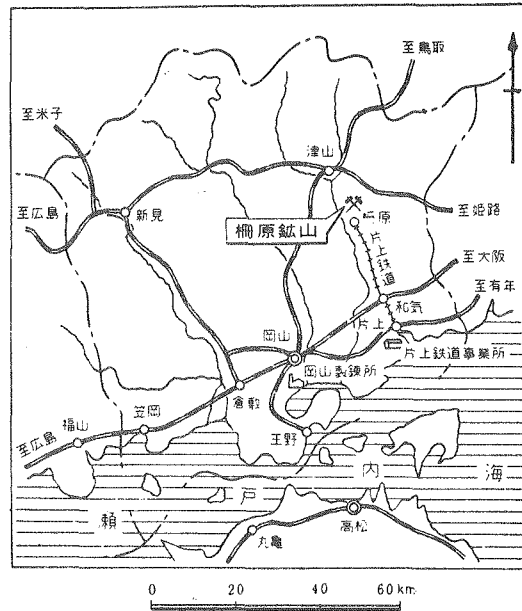 至鳥取
至米子
津山
至広島
新見
至姫路
柵原鉱山
柵原
片上鉄道
至大阪
和気
至有年
片上
岡山
片上鉄道事業所
岡山製錬所
倉敷
笠岡
福山
玉野
至広島
瀬戸内海
高松
丸亀
0 20 40 60 km